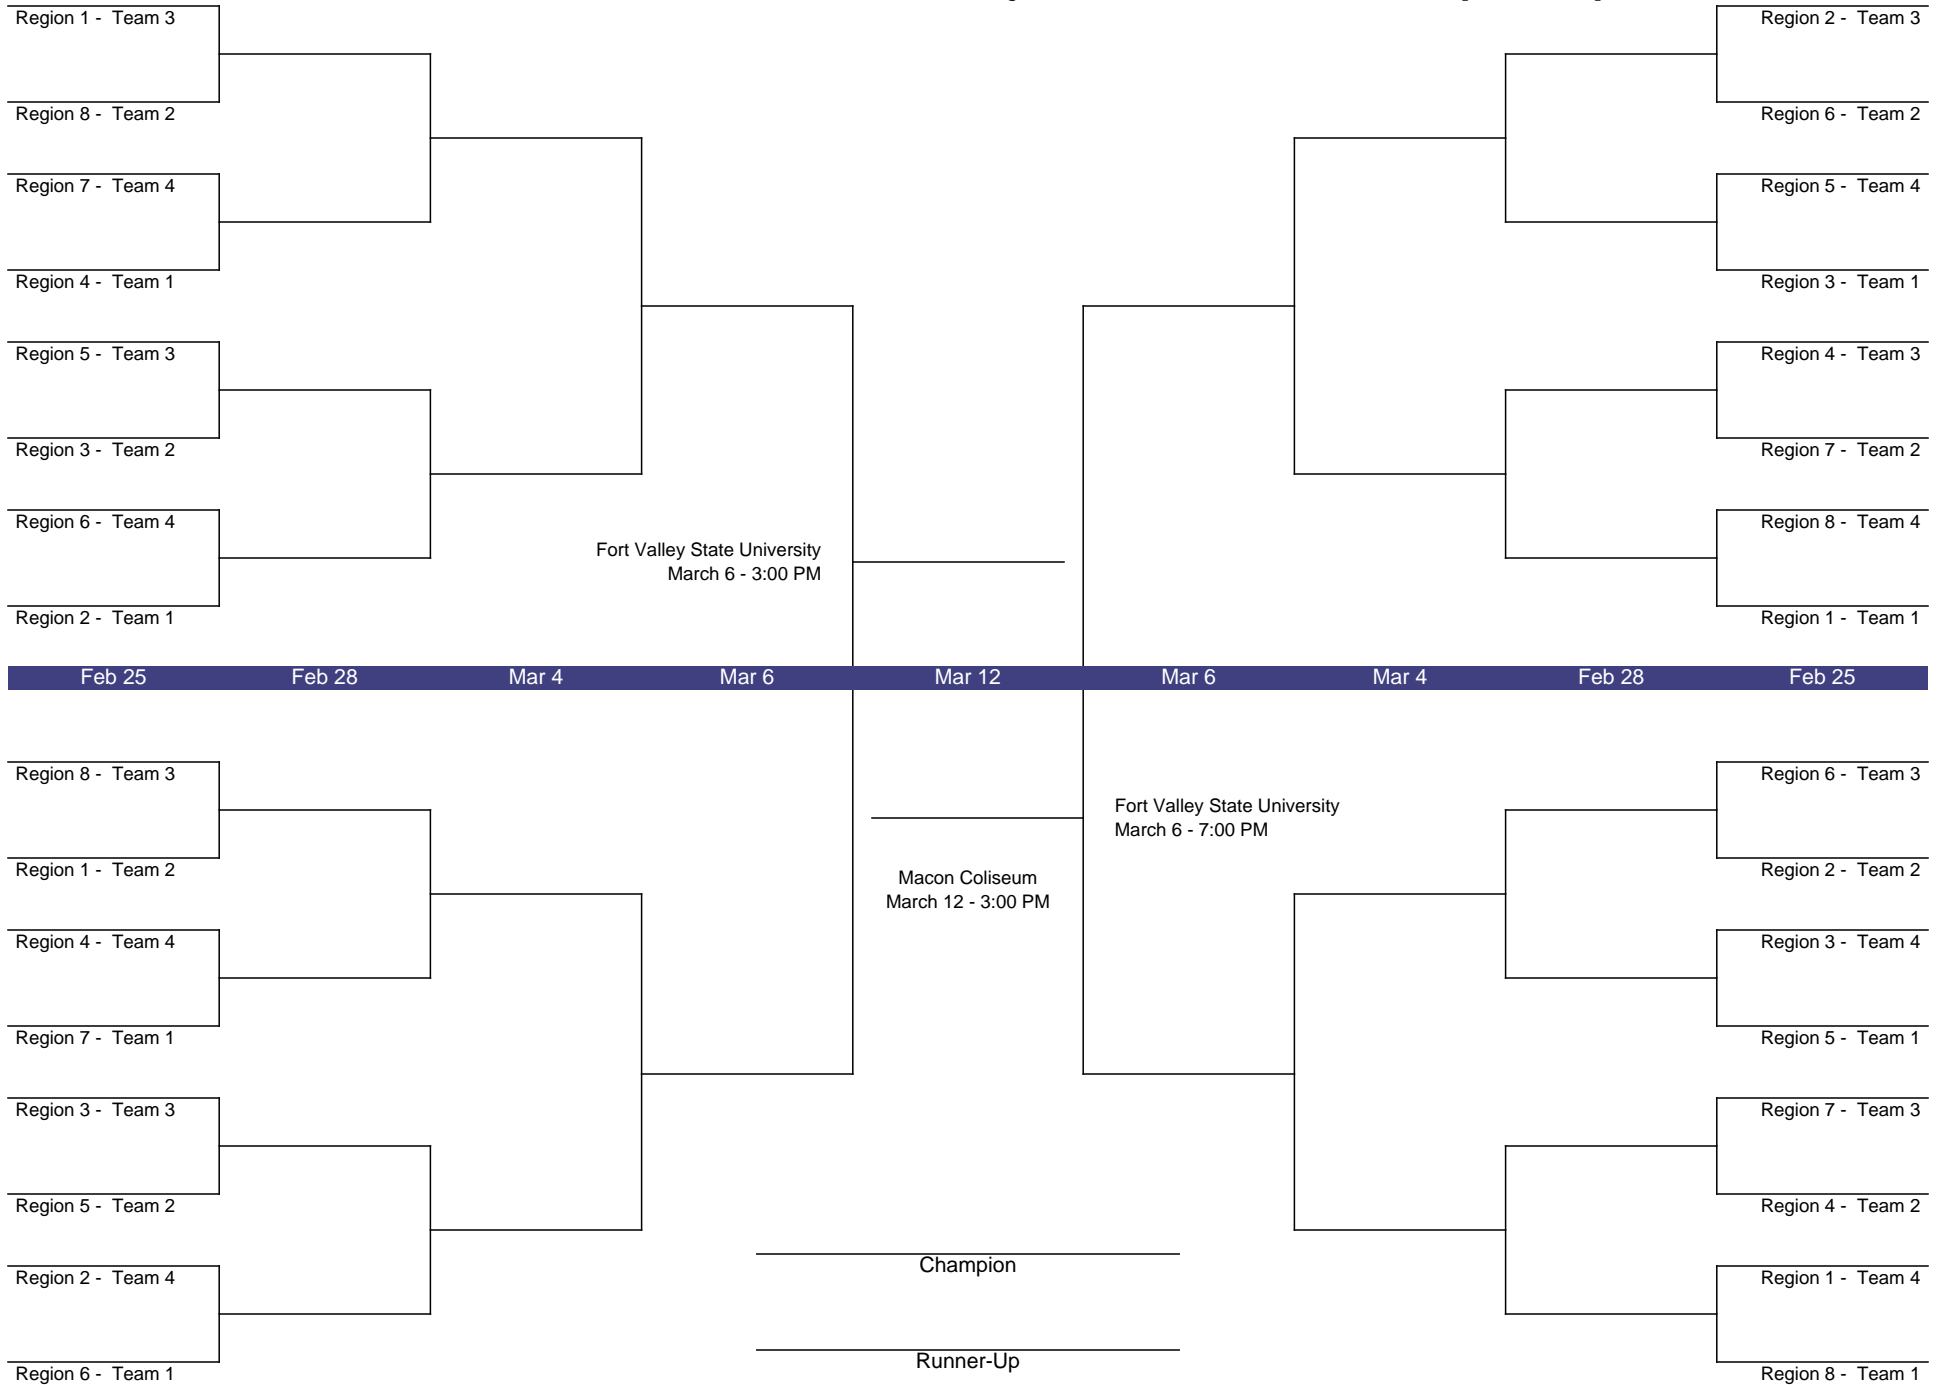 Region 1 - Team 3
Region 8 - Team 2
Region 7 - Team 4
Region 4 - Team 1
Region 5 - Team 3
Region 3 - Team 2
Region 6 - Team 4
Region 2 - Team 1
Fort Valley State University
March 6 - 3:00 PM
Region 2 - Team 3
Region 6 - Team 2
Region 5 - Team 4
Region 3 - Team 1
Region 4 - Team 3
Region 7 - Team 2
Region 8 - Team 4
Region 1 - Team 1
Feb 25 Feb 28 Mar 4 Mar 6 Mar 12 Mar 6 Mar 4 Feb 28 Feb 25
Region 8 - Team 3
Region 1 - Team 2
Region 4 - Team 4
Region 7 - Team 1
Region 3 - Team 3
Region 5 - Team 2
Region 2 - Team 4
Region 6 - Team 1
Macon Coliseum
March 12 - 3:00 PM
Champion
Runner-Up
Fort Valley State University
March 6 - 7:00 PM
Region 6 - Team 3
Region 2 - Team 2
Region 3 - Team 4
Region 5 - Team 1
Region 7 - Team 3
Region 4 - Team 2
Region 1 - Team 4
Region 8 - Team 1